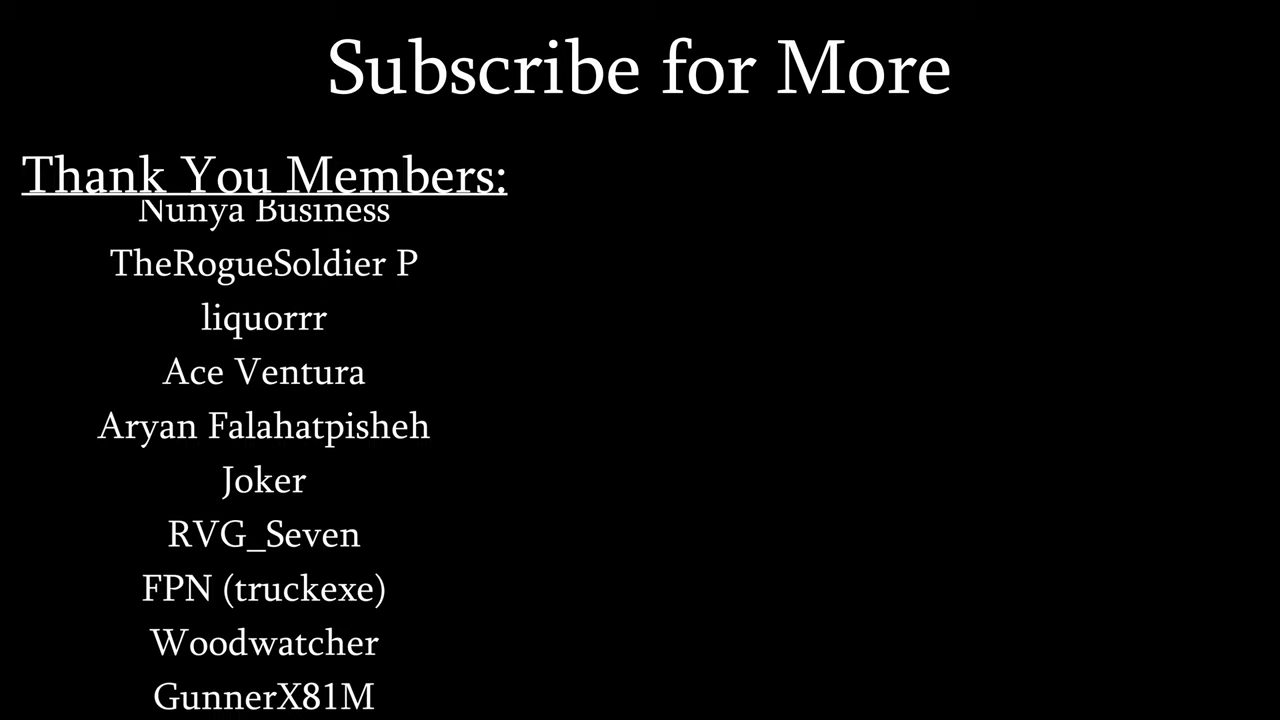 Subscribe for More
Thank You Members:
Nunya Business
TheRogueSoldier P
liquorrr
Ace Ventura
Aryan Falahatpisheh
Joker
RVG_Seven
FPN (truckexe)
Woodwatcher
GunnerX81M